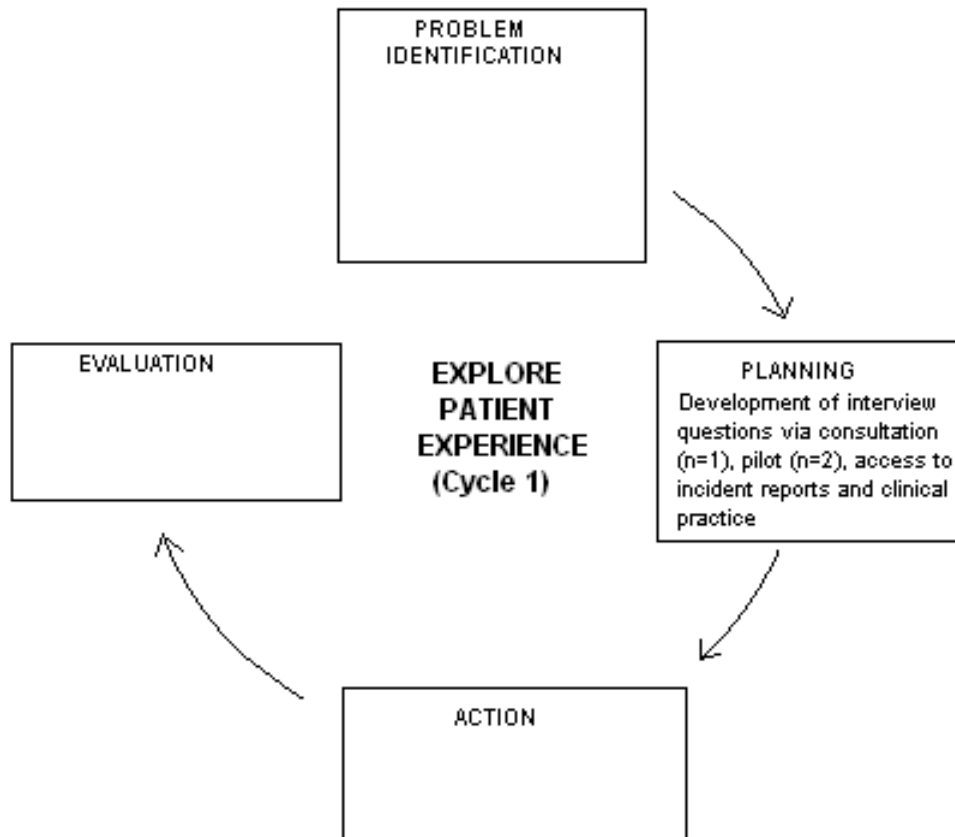 PROBLEM
IDENTIFICATION
EVALUATION
EXPLORE
PATIENT
EXPERIENCE
(Cycle 1)
PLANNING
Development of interview
questions via consultation
(n=1), pilot (n=2), access to
incident reports and clinical
practice
ACTION